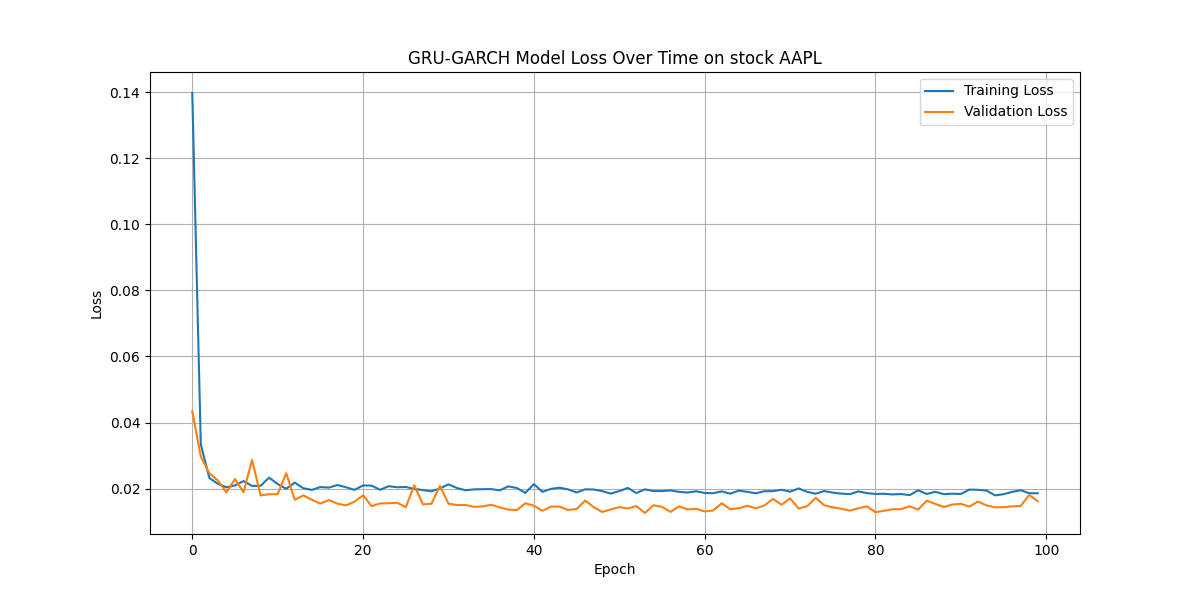 GRU-GARCH Model Loss Over Time on stock AAPL
Training Loss
Validation Loss
0.14
0.12
0.10
0.08
0.06
0.04
0.02
Loss
0 20 40 60 80 100
Epoch